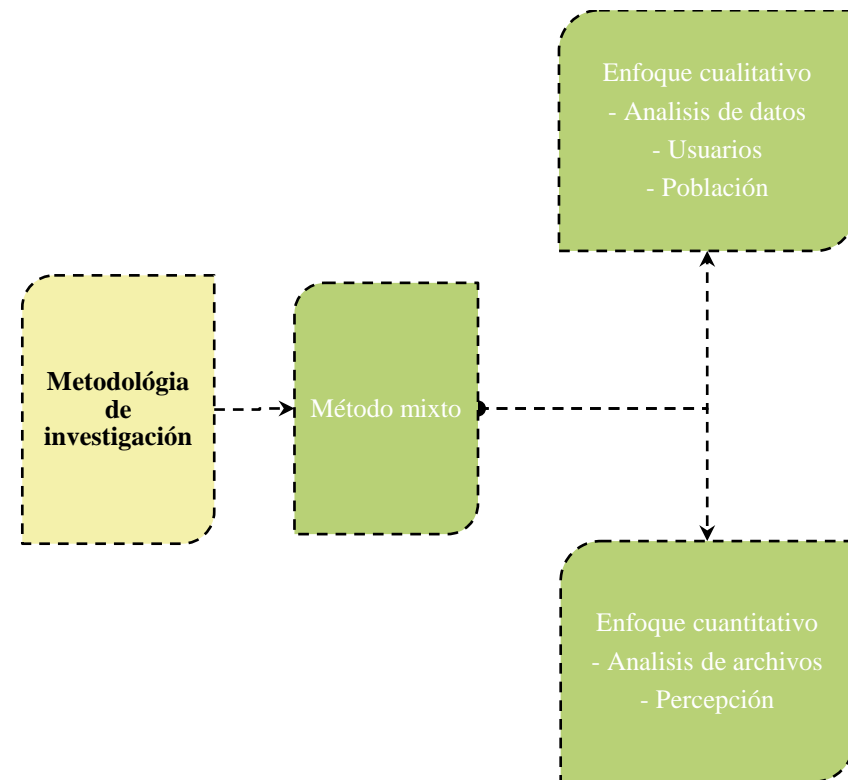 Metodológia
de
investigación
Método mixto
Enfoque cualitativo
- Analisis de datos
- Usuarios
- Población
Enfoque cuantitativo
- Analisis de archivos
- Percepción